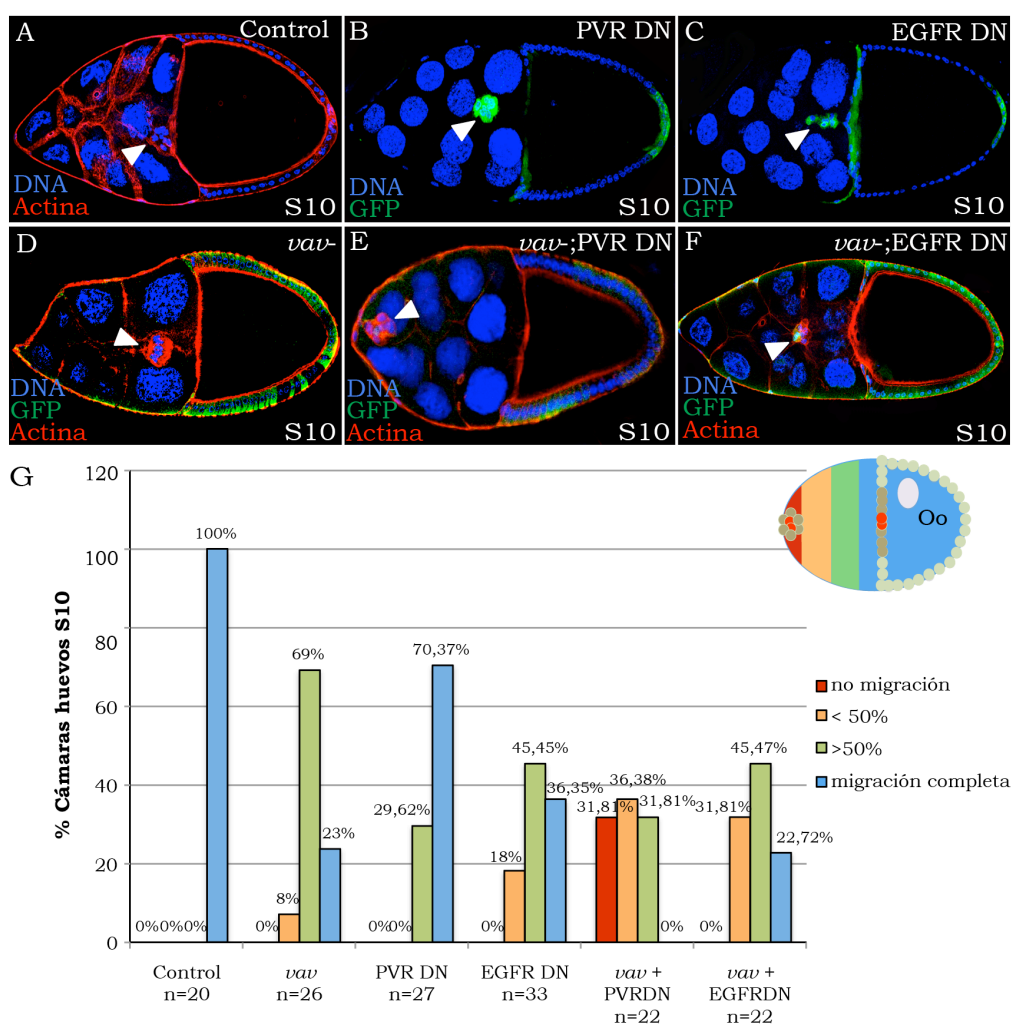 A
Control
DNA
Actina
S10
B
PVR DN
DNA
GFP
S10
C
EGFR DN
DNA
GFP
S10
D
vav-
DNA
GFP
Actina
S10
E
vav-;PVR DN
DNA
GFP
Actina
S10
F
vav-;EGFR DN
DNA
GFP
Actina
S10
G
% Cámaras huevos S10
120
100
80
60
40
20
0
0%0%0%
100%
0%
8%
69%
23%
0%0%
29,62%
70,37%
0%
18%
45,45%
36,35%
31,81%
36,38%
31,81%
0%
0%
31,81%
45,47%
22,72%
Control
n=20
vav
n=26
PVR DN
n=27
EGFR DN
n=33
vav +
PVRDN
n=22
vav +
EGFRDN
n=22
Oo
no migración
< 50%
>50%
migración completa